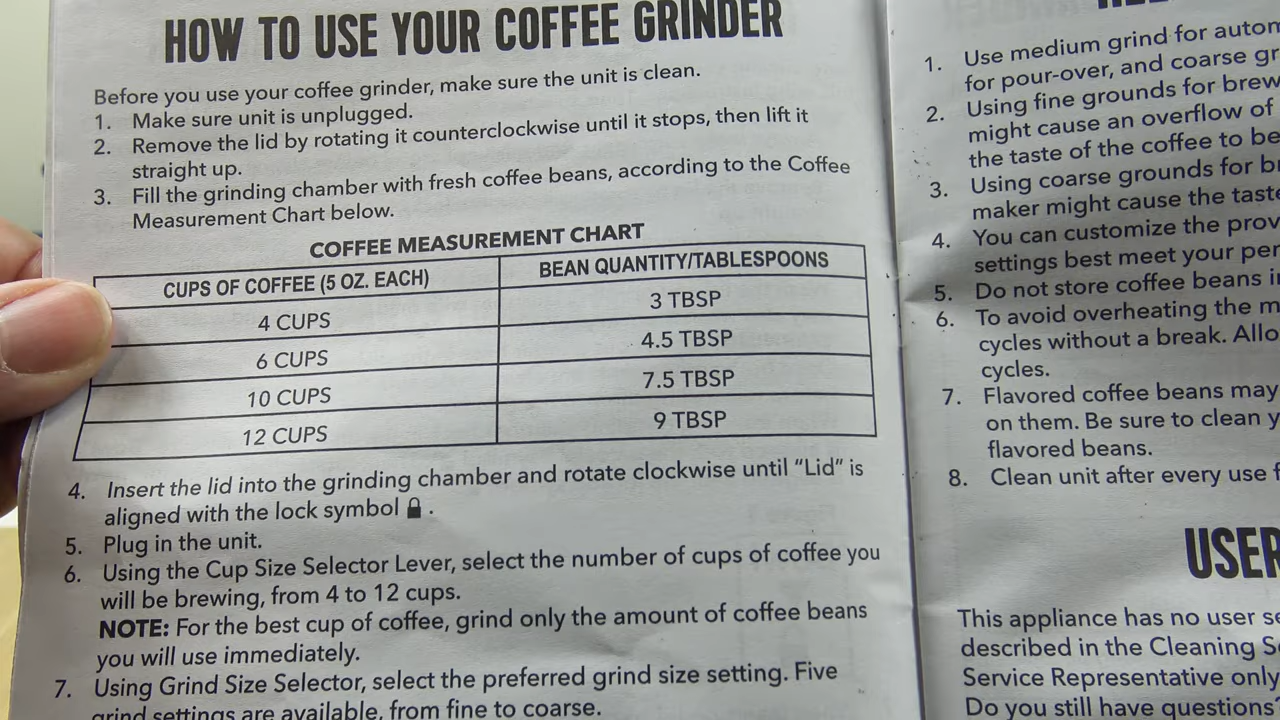 HOW TO USE YOUR COFFEE GRINDER
Before you use your coffee grinder, make sure the unit is clean.
1. Make sure unit is unplugged.
2. Remove the lid by rotating it counterclockwise until it stops, then lift it
straight up.
3. Fill the grinding chamber with fresh coffee beans, according to the Coffee
Measurement Chart below.
COFFEE MEASUREMENT CHART
CUPS OF COFFEE (5 OZ. EACH) BEAN QUANTITY/TABLESPOONS
4 CUPS 3 TBSP
6 CUPS 4.5 TBSP
10 CUPS 7.5 TBSP
12 CUPS 9 TBSP
4. Insert the lid into the grinding chamber and rotate clockwise until “Lid” is
aligned with the lock symbol 🔒.
5. Plug in the unit.
6. Using the Cup Size Selector Lever, select the number of cups of coffee you
will be brewing, from 4 to 12 cups.
NOTE: For the best cup of coffee, grind only the amount of coffee beans
you will use immediately.
7. Using Grind Size Selector, select the preferred grind size setting. Five
grind settings are available, from fine to coarse.
1. Use medium grind for autom
for pour-over, and coarse gr
2. Using fine grounds for brew
might cause an overflow of
the taste of the coffee to be
3. Using coarse grounds for br
maker might cause the taste
4. You can customize the prov
settings best meet your per
5. Do not store coffee beans i
6. To avoid overheating the m
cycles without a break. Allo
cycles.
7. Flavored coffee beans may
on them. Be sure to clean y
flavored beans.
8. Clean unit after every use f
USER
This appliance has no user se
described in the Cleaning S
Service Representative only
Do you still have questions?